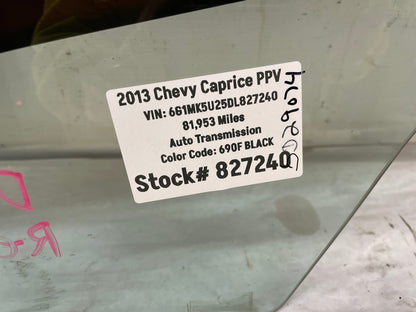 2013 Chevy Caprice PPV
VIN: 6G1MK5U25DL827240
81,953 Miles
Auto Transmission
Color Code: 690F BLACK
Stock# 827240